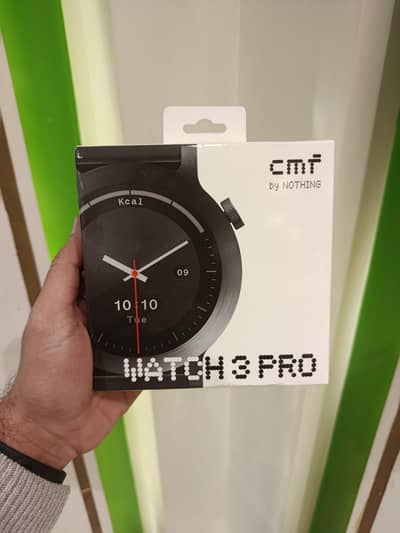 cmf
by NOTHING
Kcal
09
10:10
Tue
WATCH 3 PRO